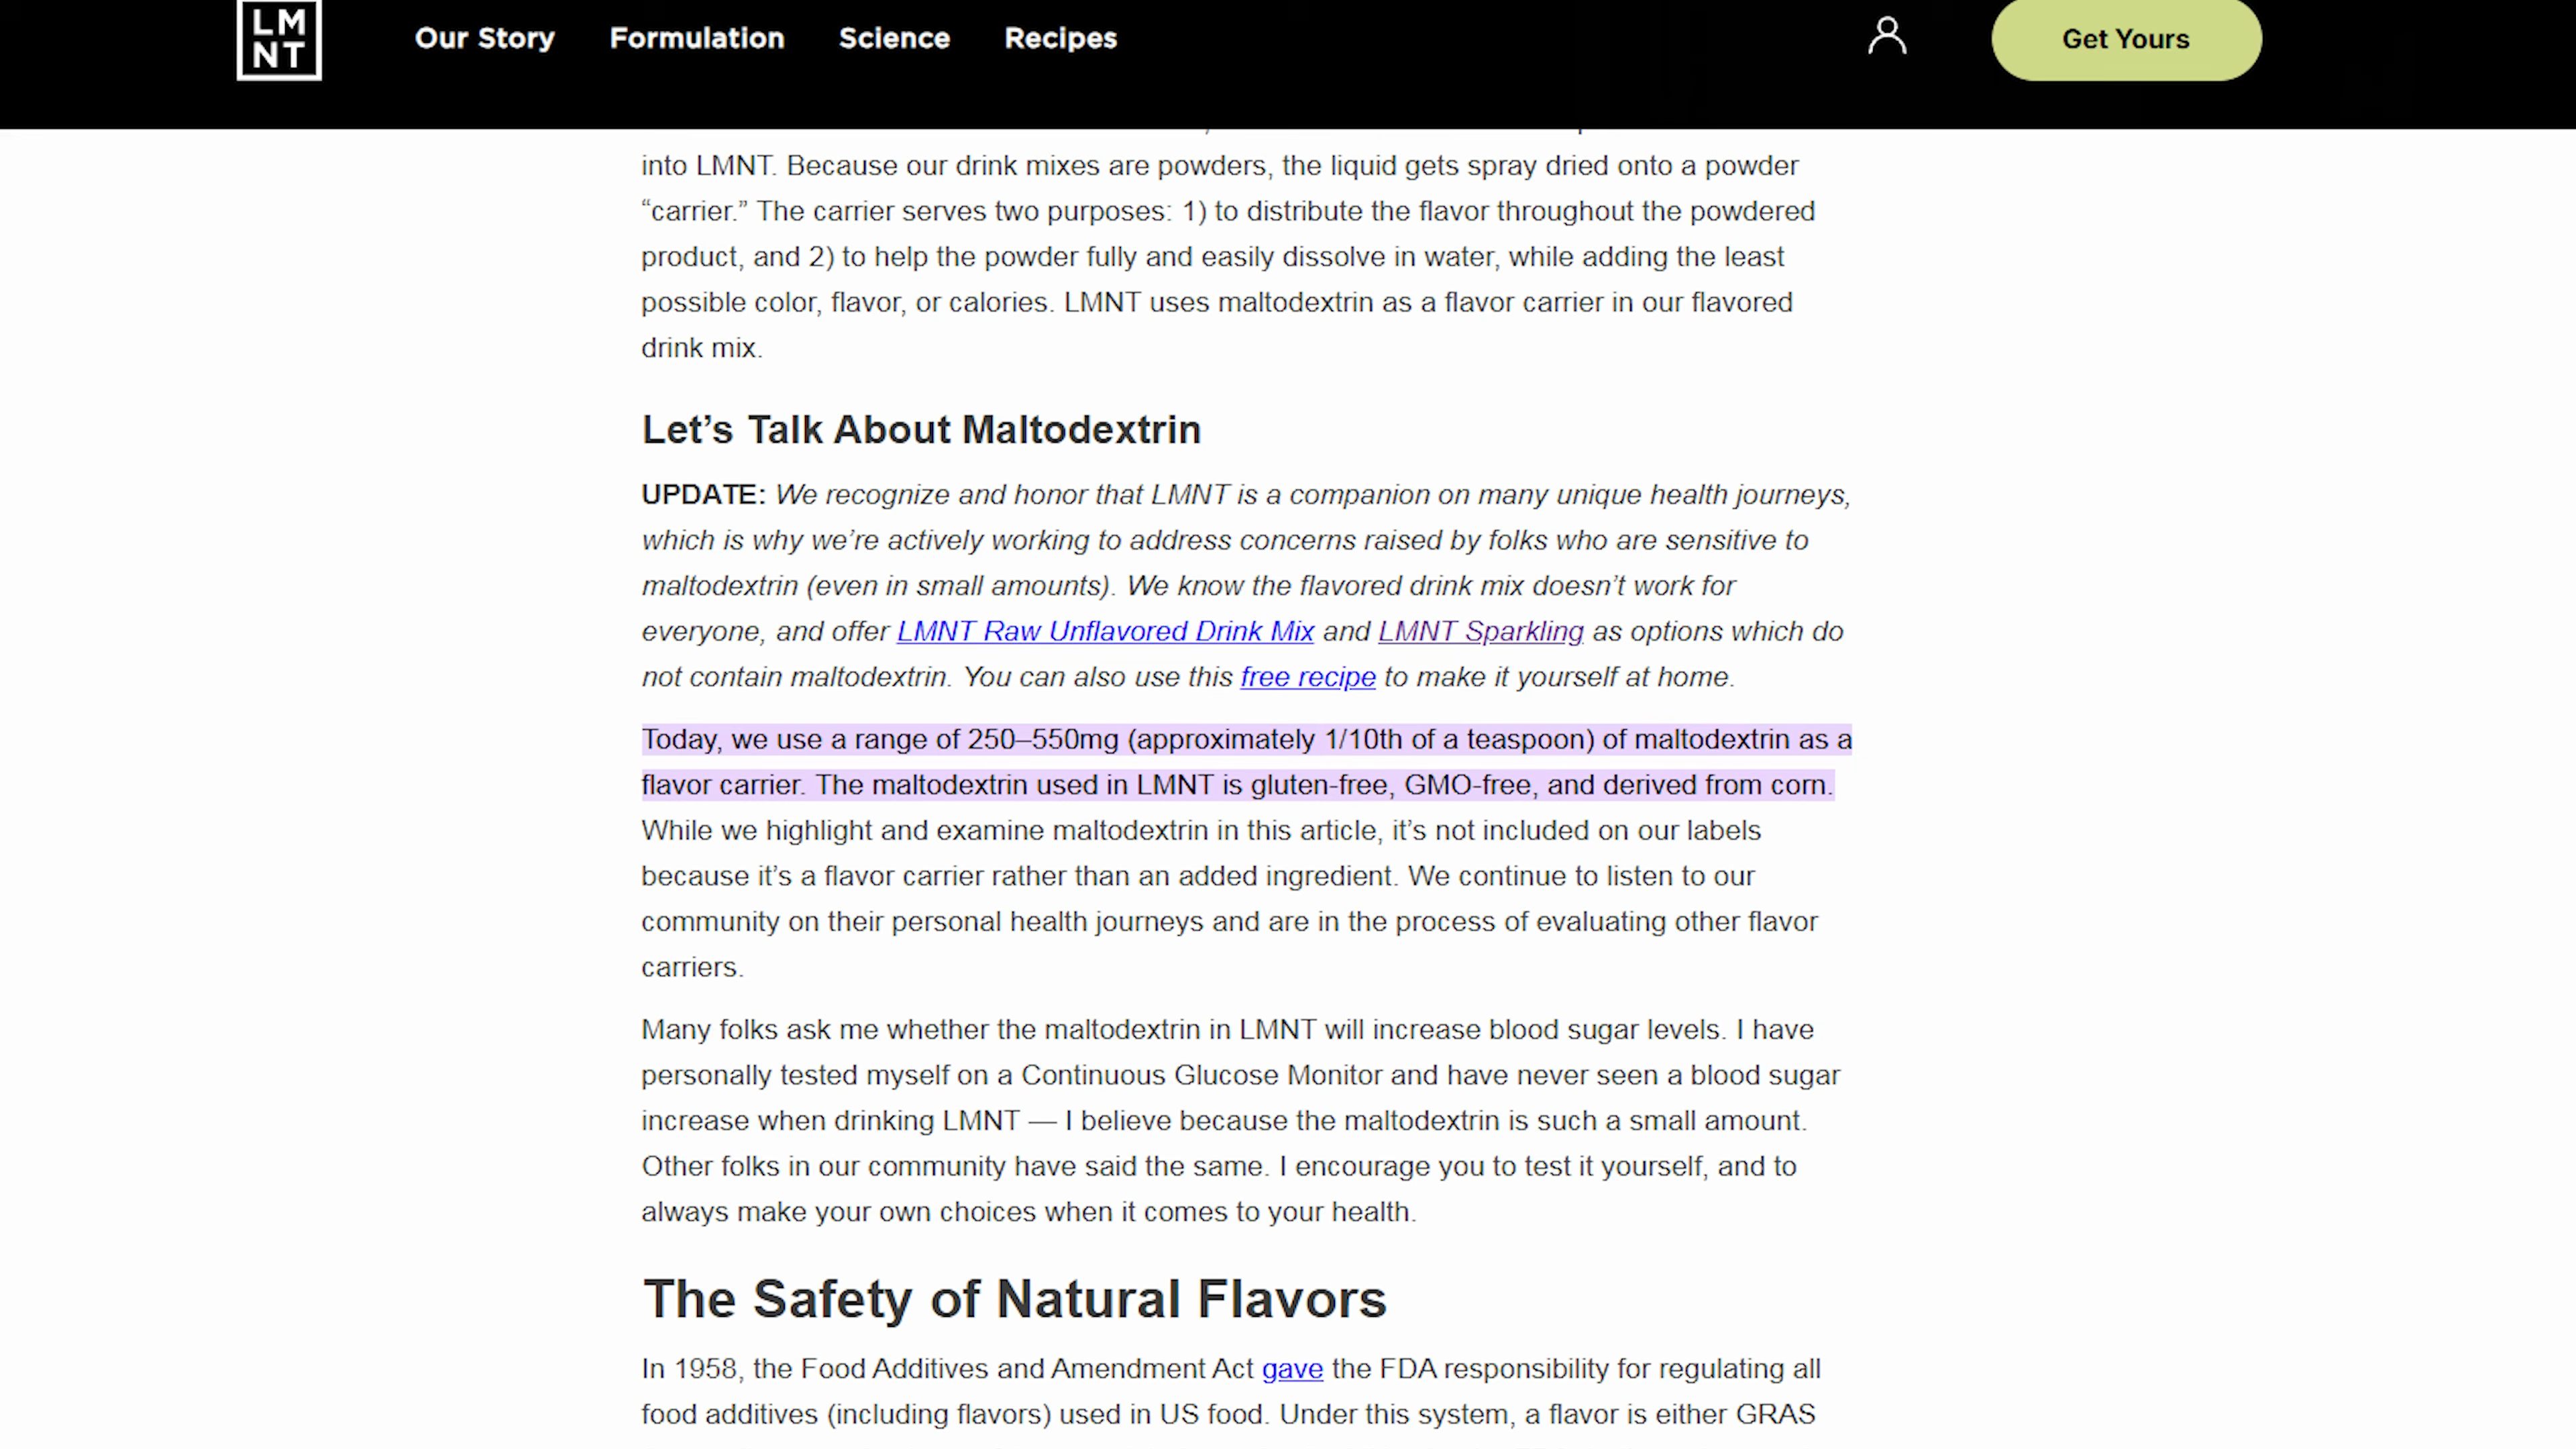 LM
NT
Our Story
Formulation
Science
Recipes
Get Yours
into LMNT. Because our drink mixes are powders, the liquid gets spray dried onto a powder
“carrier.” The carrier serves two purposes: 1) to distribute the flavor throughout the powdered
product, and 2) to help the powder fully and easily dissolve in water, while adding the least
possible color, flavor, or calories. LMNT uses maltodextrin as a flavor carrier in our flavored
drink mix.
Let’s Talk About Maltodextrin
UPDATE: We recognize and honor that LMNT is a companion on many unique health journeys,
which is why we’re actively working to address concerns raised by folks who are sensitive to
maltodextrin (even in small amounts). We know the flavored drink mix doesn’t work for
everyone, and offer LMNT Raw Unflavored Drink Mix and LMNT Sparkling as options which do
not contain maltodextrin. You can also use this free recipe to make it yourself at home.
Today, we use a range of 250–550mg (approximately 1/10th of a teaspoon) of maltodextrin as a
flavor carrier. The maltodextrin used in LMNT is gluten-free, GMO-free, and derived from corn.
While we highlight and examine maltodextrin in this article, it’s not included on our labels
because it’s a flavor carrier rather than an added ingredient. We continue to listen to our
community on their personal health journeys and are in the process of evaluating other flavor
carriers.
Many folks ask me whether the maltodextrin in LMNT will increase blood sugar levels. I have
personally tested myself on a Continuous Glucose Monitor and have never seen a blood sugar
increase when drinking LMNT — I believe because the maltodextrin is such a small amount.
Other folks in our community have said the same. I encourage you to test it yourself, and to
always make your own choices when it comes to your health.
The Safety of Natural Flavors
In 1958, the Food Additives and Amendment Act gave the FDA responsibility for regulating all
food additives (including flavors) used in US food. Under this system, a flavor is either GRAS